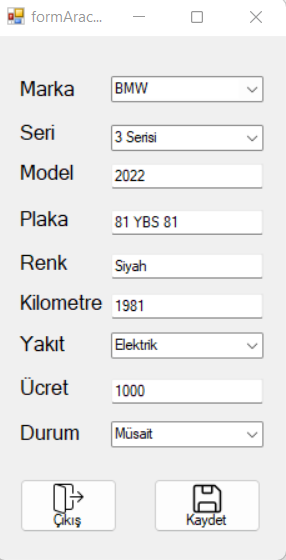 formArac...
Marka BMW
Seri 3 Serisi
Model 2022
Plaka 81 YBS 81
Renk Siyah
Kilometre 1981
Yakıt Elektrik
Ücret 1000
Durum Müsait
Çıkış Kaydet